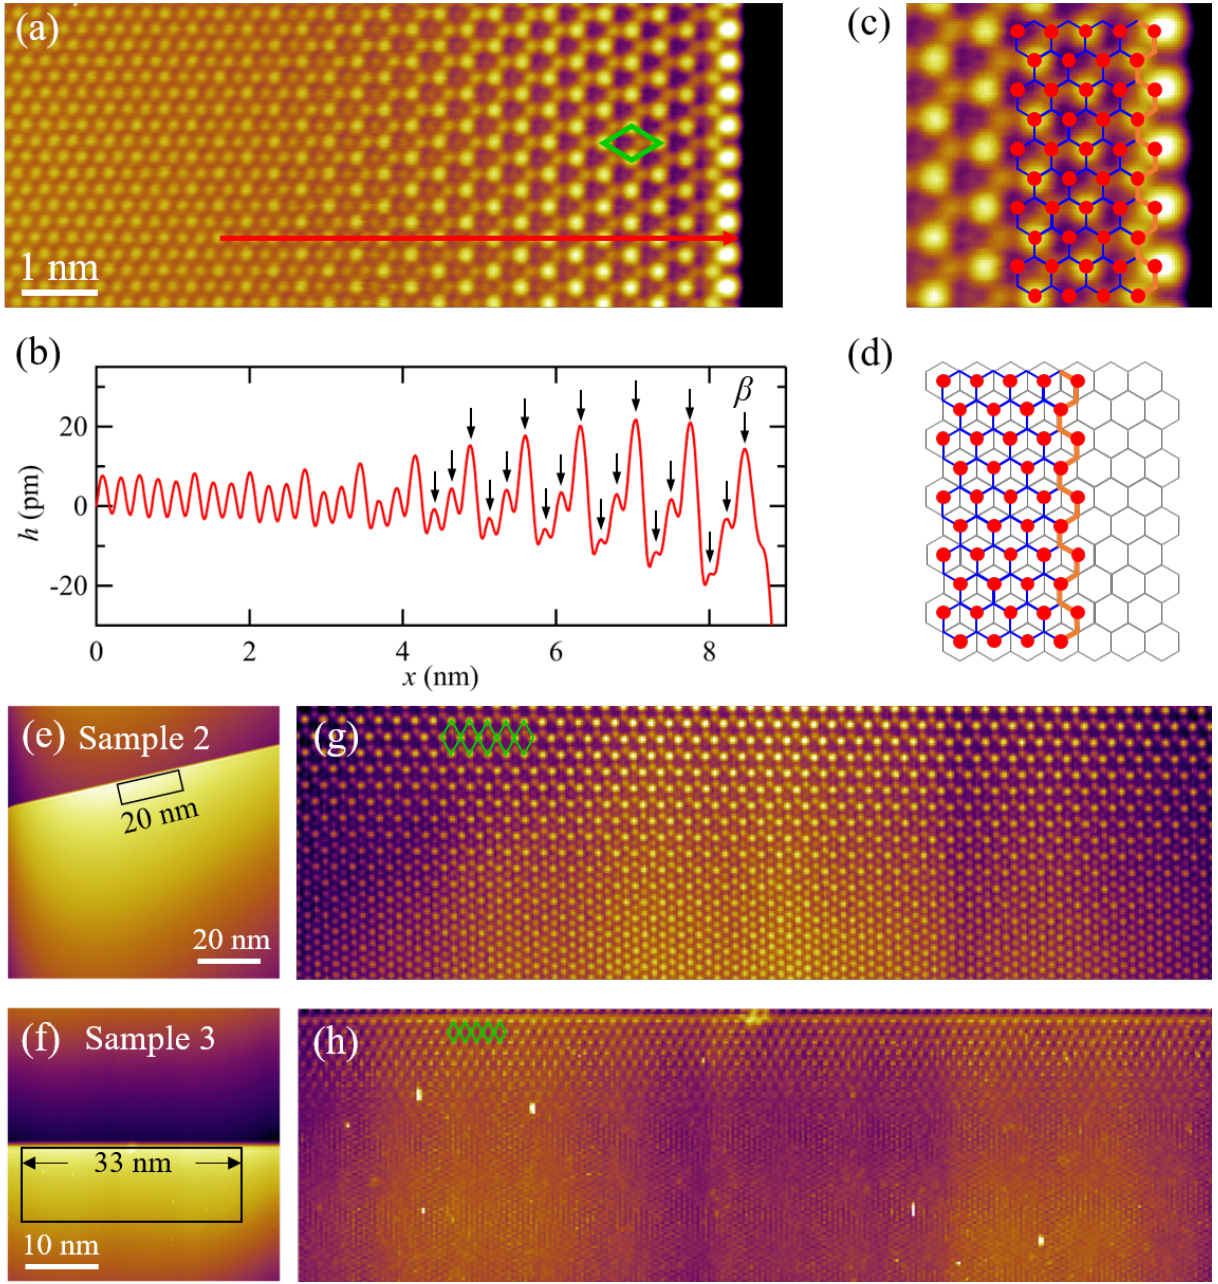 (a)
1 nm
(c)
(b)
β
20
0
-20
h (pm)
0 2 4 6 8
x (nm)
(d)
(e) Sample 2
20 nm
20 nm
(g)
(f) Sample 3
33 nm
10 nm
(h)